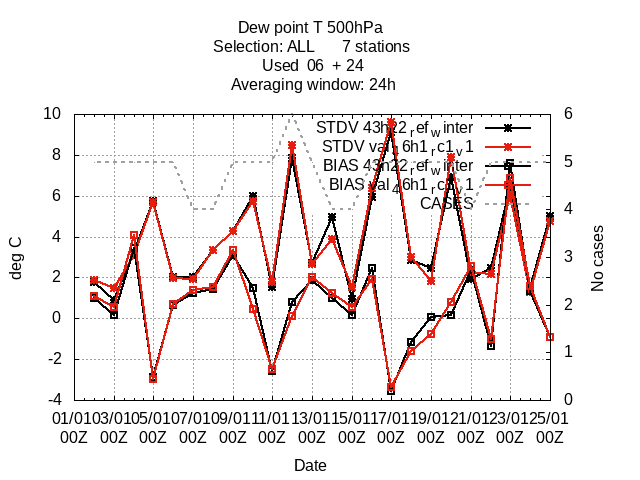 Dew point T 500hPa
Selection: ALL 7 stations
Used 06 + 24
Averaging window: 24h
STDV 43h22_ref_winter
STDV val_46h1_rc1_v1
BIAS 43h22_ref_winter
BIAS val_46h1_rc1_v1
CASES
10
8
6
4
2
0
-2
-4
deg C
6
5
4
3
2
1
0
No cases
01/01 03/01 05/01 07/01 09/01 11/01 13/01 15/01 17/01 19/01 21/01 23/01 25/01
00Z 00Z 00Z 00Z 00Z 00Z 00Z 00Z 00Z 00Z 00Z 00Z 00Z
Date